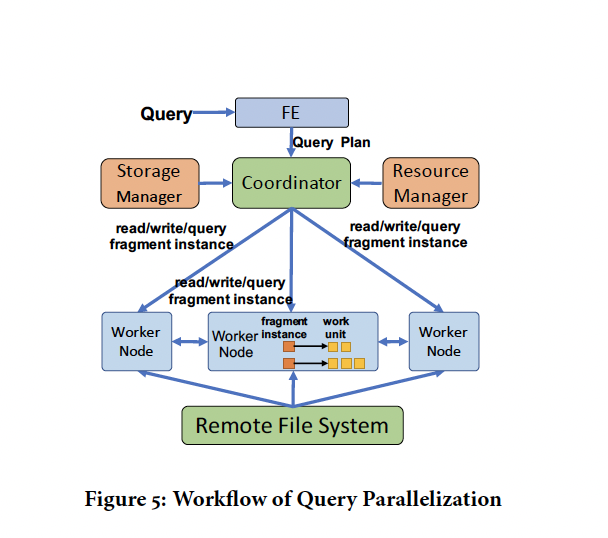 Query
FE
Query Plan
Storage
Manager
Coordinator
Resource
Manager
read/write/query
fragment instance
read/write/query
fragment instance
read/write/query
fragment instance
Worker
Node
Worker
Node
fragment
instance
work
unit
Worker
Node
Remote File System
Figure 5: Workflow of Query Parallelization